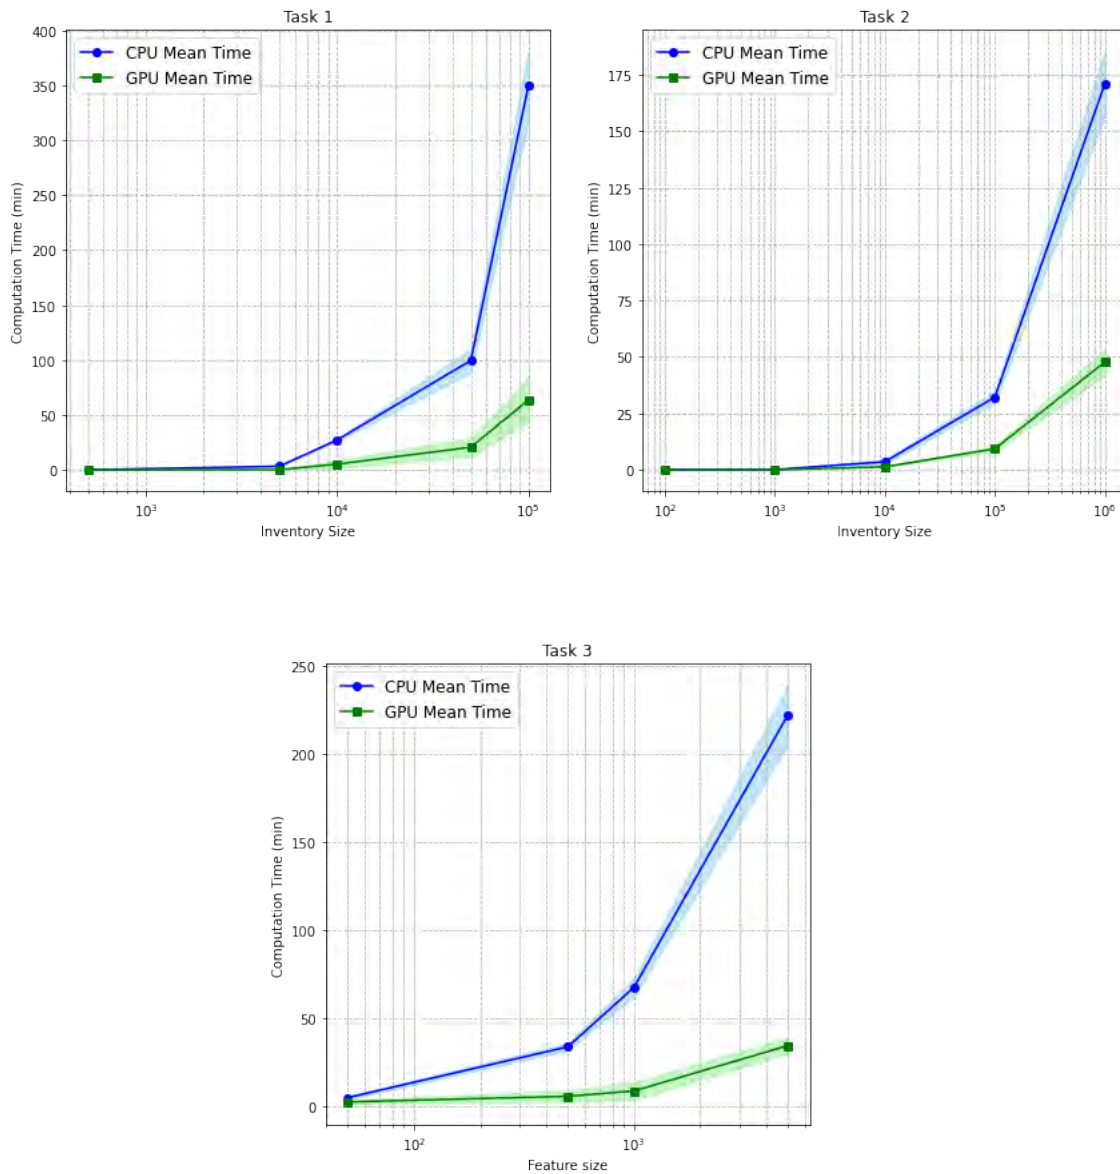 Task 1
CPU Mean Time
GPU Mean Time
Computation Time (min)
400
350
300
250
200
150
100
50
0
10³
10⁴
10⁵
Inventory Size
Task 2
CPU Mean Time
GPU Mean Time
Computation Time (min)
175
150
125
100
75
50
25
0
10²
10³
10⁴
10⁵
10⁶
Inventory Size
Task 3
CPU Mean Time
GPU Mean Time
Computation Time (min)
250
200
150
100
50
0
10²
10³
Feature size